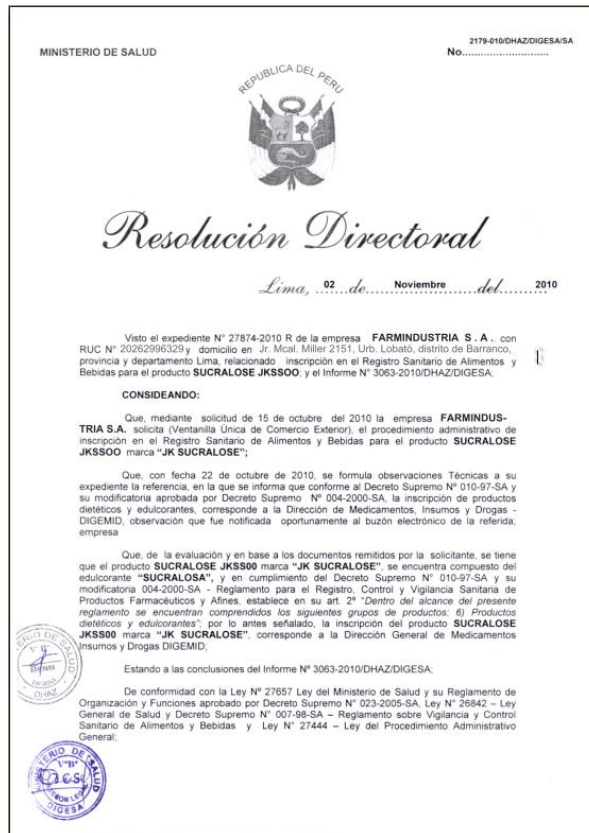 2179-010/DHAZ/DIGESA/SA
MINISTERIO DE SALUD
No............................
REPUBLICA DEL PERU
Resolución Directoral
Lima, ......02...de.......Noviembre.......del........2010
Visto el expediente N° 27874-2010 R de la empresa FARMINDUSTRIA S . A . con
RUC N° 20262996329y domicilio en Jr. Mcal. Miller 2151, Urb. Lobató, distrito de Barranco,
provincia y departamento Lima, relacionado inscripción en el Registro Sanitario de Alimentos y
Bebidas para el producto SUCRALOSE JKSSOO; y el Informe N° 3063-2010/DHAZ/DIGESA;
CONSIDEANDO:
Que, mediante solicitud de 15 de octubre del 2010 la empresa FARMINDUS-
TRIA S.A. solicita (Ventanilla Única de Comercio Exterior), el procedimiento administrativo de
inscripción en el Registro Sanitario de Alimentos y Bebidas para el producto SUCRALOSE
JKSSOO marca “JK SUCRALOSE”;
Que, con fecha 22 de octubre de 2010, se formula observaciones Técnicas a su
expediente la referencia, en la que se informa que conforme al Decreto Supremo Nº 010-97-SA y
su modificatoria aprobada por Decreto Supremo Nº 004-2000-SA, la inscripción de productos
dietéticos y edulcorantes, corresponde a la Dirección de Medicamentos, Insumos y Drogas -
DIGEMID, observación que fue notificada oportunamente al buzón electrónico de la referida;
empresa
Que, de la evaluación y en base a los documentos remitidos por la solicitante, se tiene
que el producto SUCRALOSE JKSS00 marca “JK SUCRALOSE”, se encuentra compuesto del
edulcorante “SUCRALOSA”, y en cumplimiento del Decreto Supremo N° 010-97-SA y su
modificatoria 004-2000-SA - Reglamento para el Registro, Control y Vigilancia Sanitaria de
Productos Farmacéuticos y Afines, establece en su art. 2º “Dentro del alcance del presente
reglamento se encuentran comprendidos los siguientes grupos de productos: 6) Productos
dietéticos y edulcorantes”; por lo antes señalado, la inscripción del producto SUCRALOSE
JKSS00 marca “JK SUCRALOSE”, corresponde a la Dirección General de Medicamentos
Insumos y Drogas DIGEMID;
Estando a las conclusiones del Informe Nº 3063-2010/DHAZ/DIGESA;
De conformidad con la Ley Nº 27657 Ley del Ministerio de Salud y su Reglamento de
Organización y Funciones aprobado por Decreto Supremo N° 023-2005-SA, Ley N° 26842 – Ley
General de Salud y Decreto Supremo N° 007-98-SA – Reglamento sobre Vigilancia y Control
Sanitario de Alimentos y Bebidas y Ley N° 27444 – Ley del Procedimiento Administrativo
General;
DHAZ
MINISTERIO DE SALUD
V°B°
DIGESA